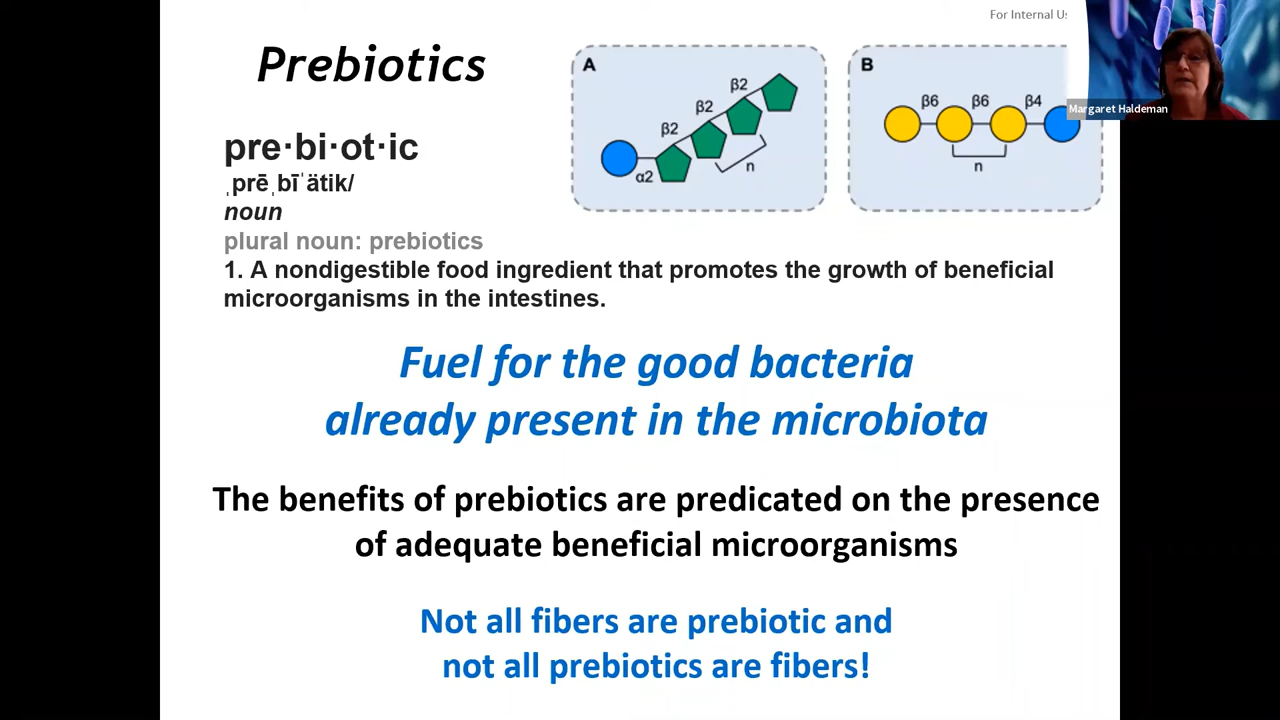 For Internal Us
Prebiotics
A
β2
β2
β2
α2
n
B
β6
β6
β4
n
Margaret Haldeman
pre·bi·ot·ic
ˌprēˌbīˈätik/
noun
plural noun: prebiotics
1. A nondigestible food ingredient that promotes the growth of beneficial
microorganisms in the intestines.
Fuel for the good bacteria
already present in the microbiota
The benefits of prebiotics are predicated on the presence
of adequate beneficial microorganisms
Not all fibers are prebiotic and
not all prebiotics are fibers!